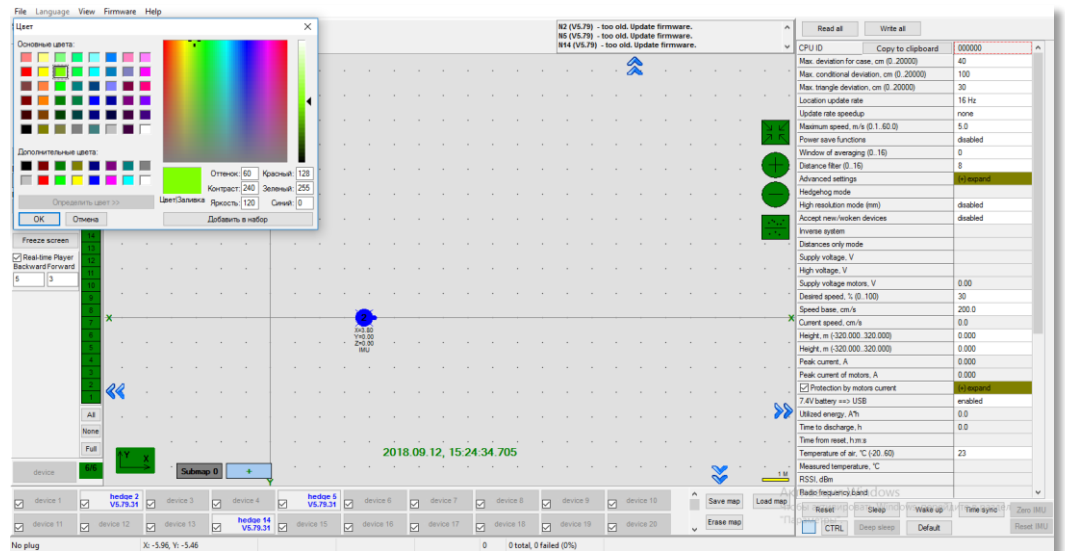 File Language View Firmware Help
Цвет
Основные цвета:
Дополнительные цвета:
Определить цвет >>
OK Отмена
Оттенок: 60 Красный: 128
Контраст: 240 Зеленый: 255
Яркость: 120 Синий: 0
Цвет|Заливка
Добавить в набор
N2 (V5.79) - too old. Update firmware.
N5 (V5.79) - too old. Update firmware.
N14 (V5.79) - too old. Update firmware.
Freeze screen
Real-time Player
Backward Forward
5 3
14
13
12
11
10
9
8
7
6
5
4
3
2
1
All
None
Full
device 6/6
X X
X=3.80
Y=0.00
Z=0.00
IMU
2018.09.12, 15:24:34.705
Y X
Submap 0 +
Y
1 M
device 1 hedge 2 V5.79.31 device 3 device 4 hedge 5 V5.79.31 device 6 device 7 device 8 device 9 device 10
device 11 device 12 device 13 hedge 14 V5.79.31 device 15 device 16 device 17 device 18 device 19 device 20
Save map Load map
Erase map
No plug X: -5.96, Y: -5.46 0 0 total, 0 failed (0%)
Read all Write all
CPU ID Copy to clipboard 000000
Max. deviation for case, cm (0..20000) 40
Max. conditional deviation, cm (0..20000) 100
Max. triangle deviation, cm (0..20000) 30
Location update rate 16 Hz
Update rate speedup none
Maximum speed, m/s (0.1..60.0) 5.0
Power save functions disabled
Window of averaging (0..16) 0
Distance filter (0..16) 8
Advanced settings (+) expand
Hedgehog mode
High resolution mode (mm) disabled
Accept new/woken devices disabled
Inverse system
Distances only mode
Supply voltage, V
High voltage, V
Supply voltage motors, V 0.00
Desired speed, % (0..100) 30
Speed base, cm/s 200.0
Current speed, cm/s 0.0
Height, m (-320.000..320.000) 0.000
Height, m (-320.000..320.000) 0.000
Peak current, A 0.000
Peak current of motors, A 0.000
Protection by motors current (+) expand
7.4V battery ==> USB enabled
Utilized energy, A*h 0.0
Time to discharge, h 0.0
Time from reset, h:m:s
Temperature of air, °C (-20..60) 23
Measured temperature, °C
RSSI, dBm
Radio frequency band
Reset Sleep Wake up Time sync Zero IMU
CTRL Deep sleep Default Reset IMU